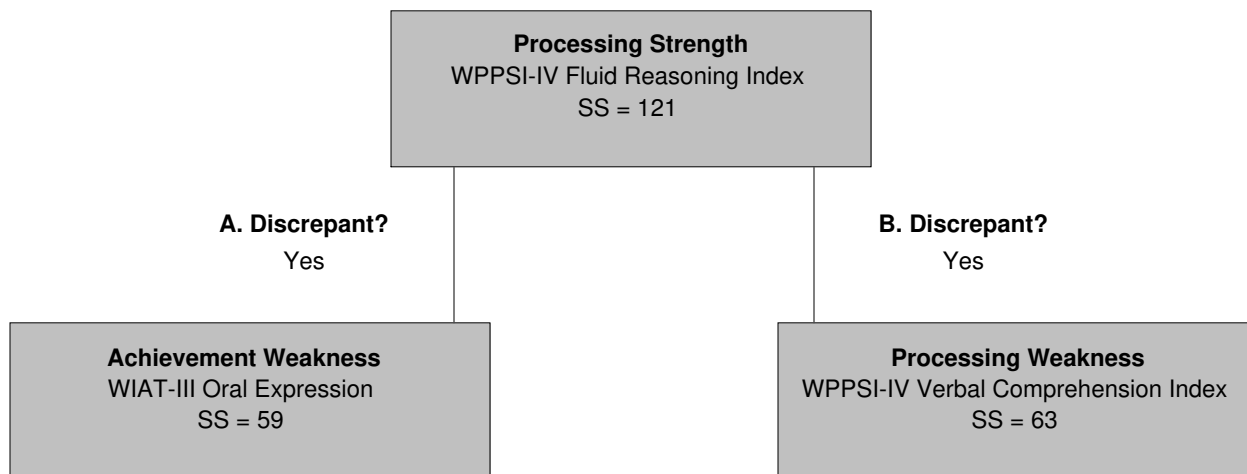 Processing Strength
WPPSI-IV Fluid Reasoning Index
SS = 121
A. Discrepant?
Yes
B. Discrepant?
Yes
Achievement Weakness
WIAT-III Oral Expression
SS = 59
Processing Weakness
WPPSI-IV Verbal Comprehension Index
SS = 63